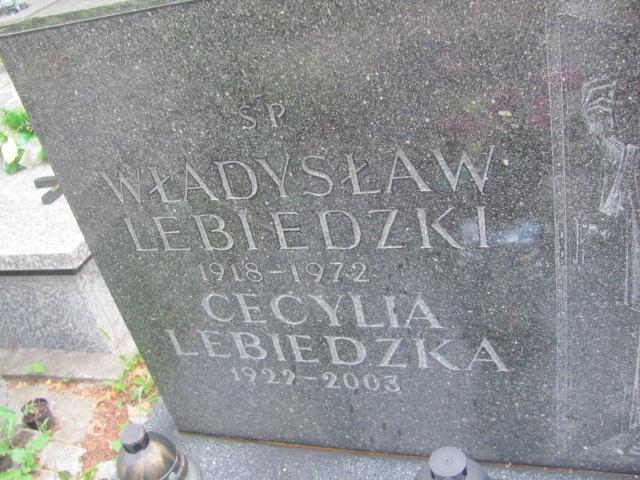 ŚP
WŁADYSŁAW
LEBIEDZKI
1918-1972
CECYLIA
LEBIEDZKA
1922-2003